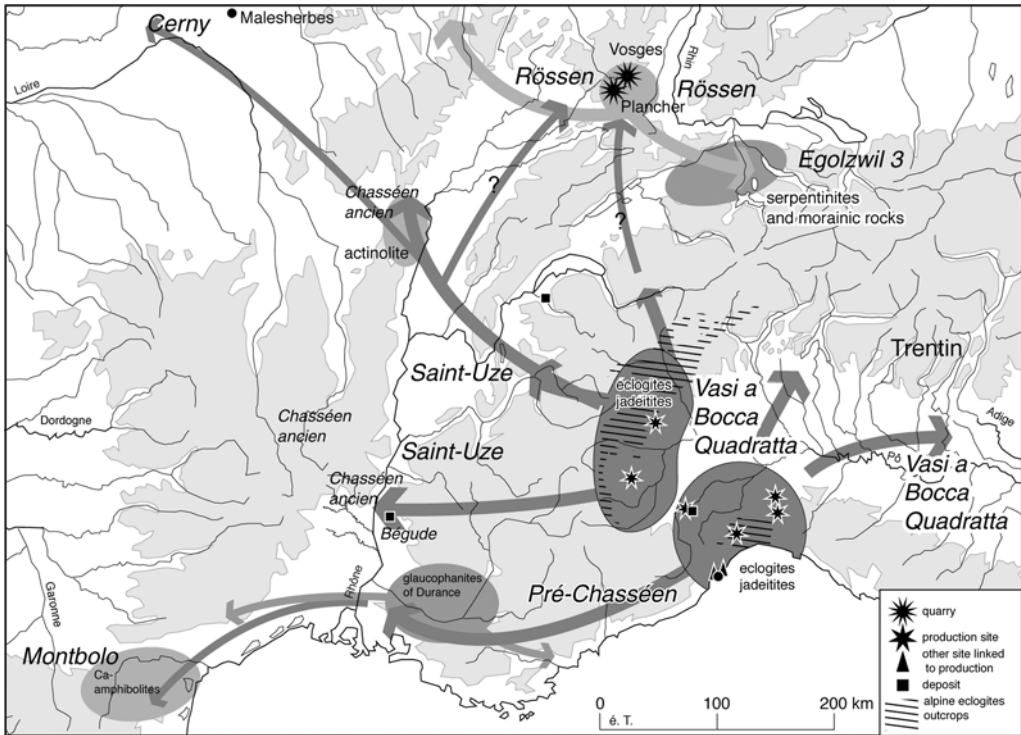 Cerny
Malesherbes
Loire
Vosges
Rhin
Rössen
Rössen
Plancher
Egolzwil 3
serpentinites
and morainic rocks
?
?
Chasséen
ancien
actinolite
Trentin
Saint-Uze
eclogites
jadeitites
Vasi a
Bocca
Quadratta
Dordogne
Chasséen
ancien
Saint-Uze
Adige
Pô
Vasi a
Bocca
Quadratta
Chasséen
ancien
Bégude
Garonne
Rhône
glaucophanites
of Durance
Pré-Chasséen
eclogites
jadeitites
Montbolo
Ca-
amphibolites
quarry
production site
other site linked
to production
deposit
alpine eclogites
outcrops
0
100
200 km
é. T.